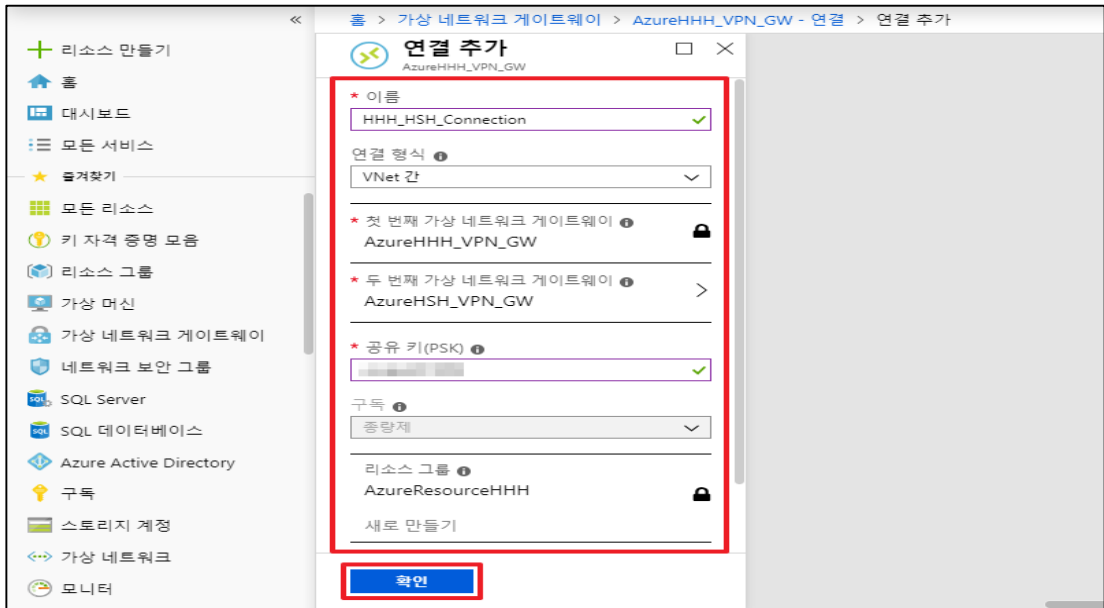 «
홈 > 가상 네트워크 게이트웨이 > AzureHHH_VPN_GW - 연결 > 연결 추가
리소스 만들기
홈
대시보드
모든 서비스
즐겨찾기
모든 리소스
키 자격 증명 모음
리소스 그룹
가상 머신
가상 네트워크 게이트웨이
네트워크 보안 그룹
SQL Server
SQL 데이터베이스
Azure Active Directory
구독
스토리지 계정
가상 네트워크
모니터
연결 추가
AzureHHH_VPN_GW
* 이름
HHH_HSH_Connection
연결 형식
VNet 간
* 첫 번째 가상 네트워크 게이트웨이
AzureHHH_VPN_GW
* 두 번째 가상 네트워크 게이트웨이
AzureHSH_VPN_GW
* 공유 키(PSK)
구독
종량제
리소스 그룹
AzureResourceHHH
새로 만들기
확인